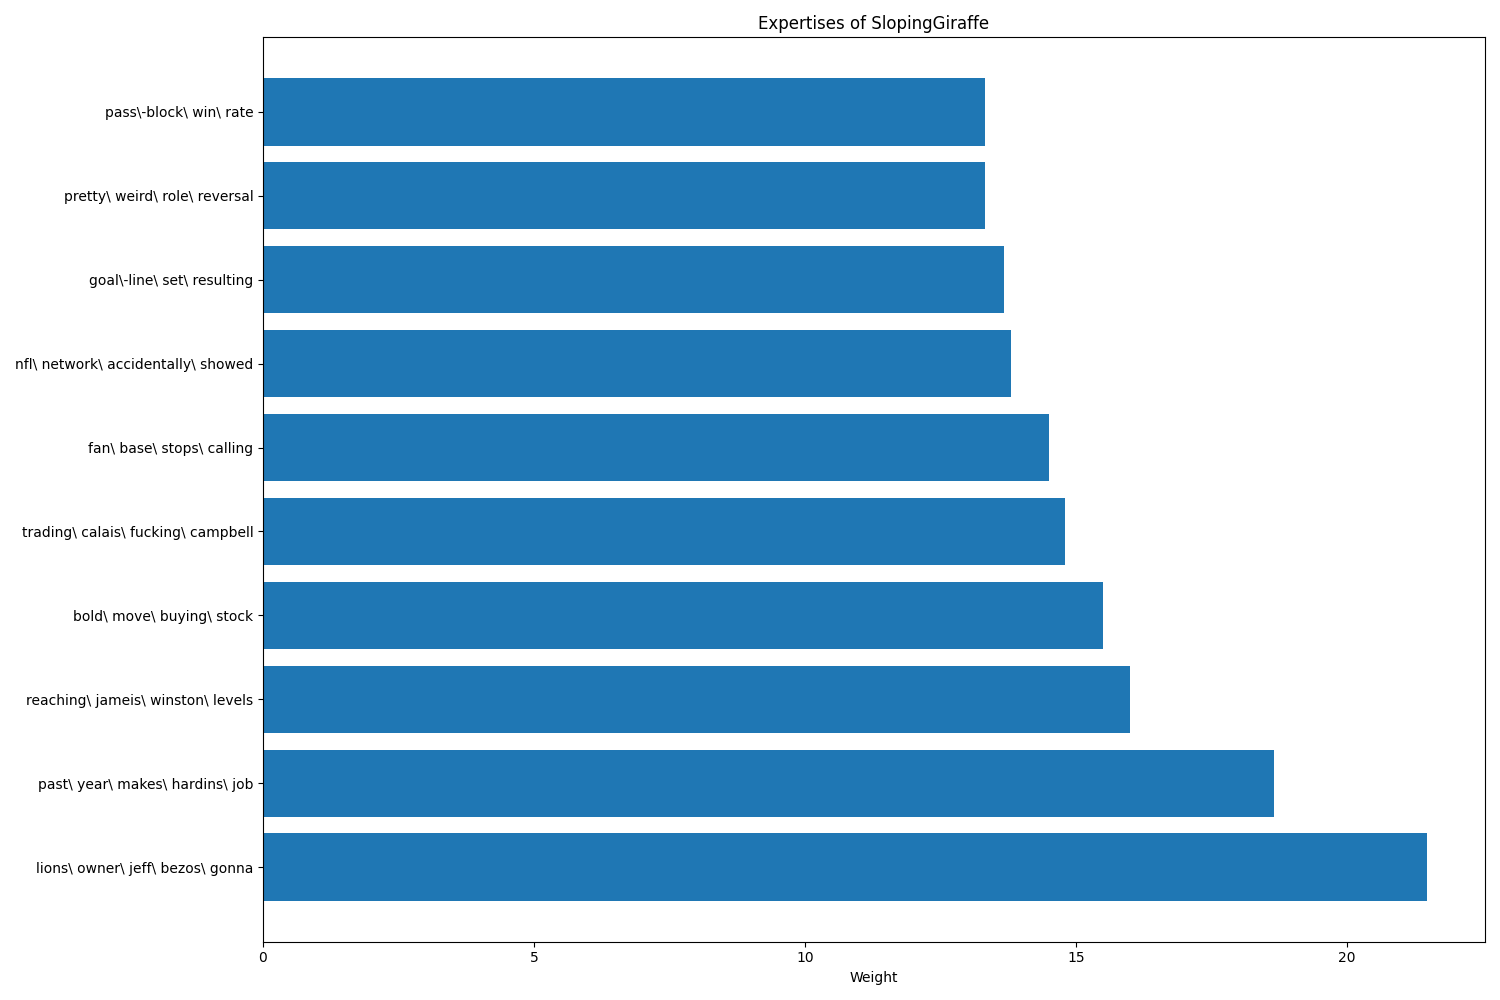 Expertises of SlopingGiraffe
pass\-block\ win\ rate
pretty\ weird\ role\ reversal
goal\-line\ set\ resulting
nfl\ network\ accidentally\ showed
fan\ base\ stops\ calling
trading\ calais\ fucking\ campbell
bold\ move\ buying\ stock
reaching\ jameis\ winston\ levels
past\ year\ makes\ hardins\ job
lions\ owner\ jeff\ bezos\ gonna
0 5 10 15 20
Weight